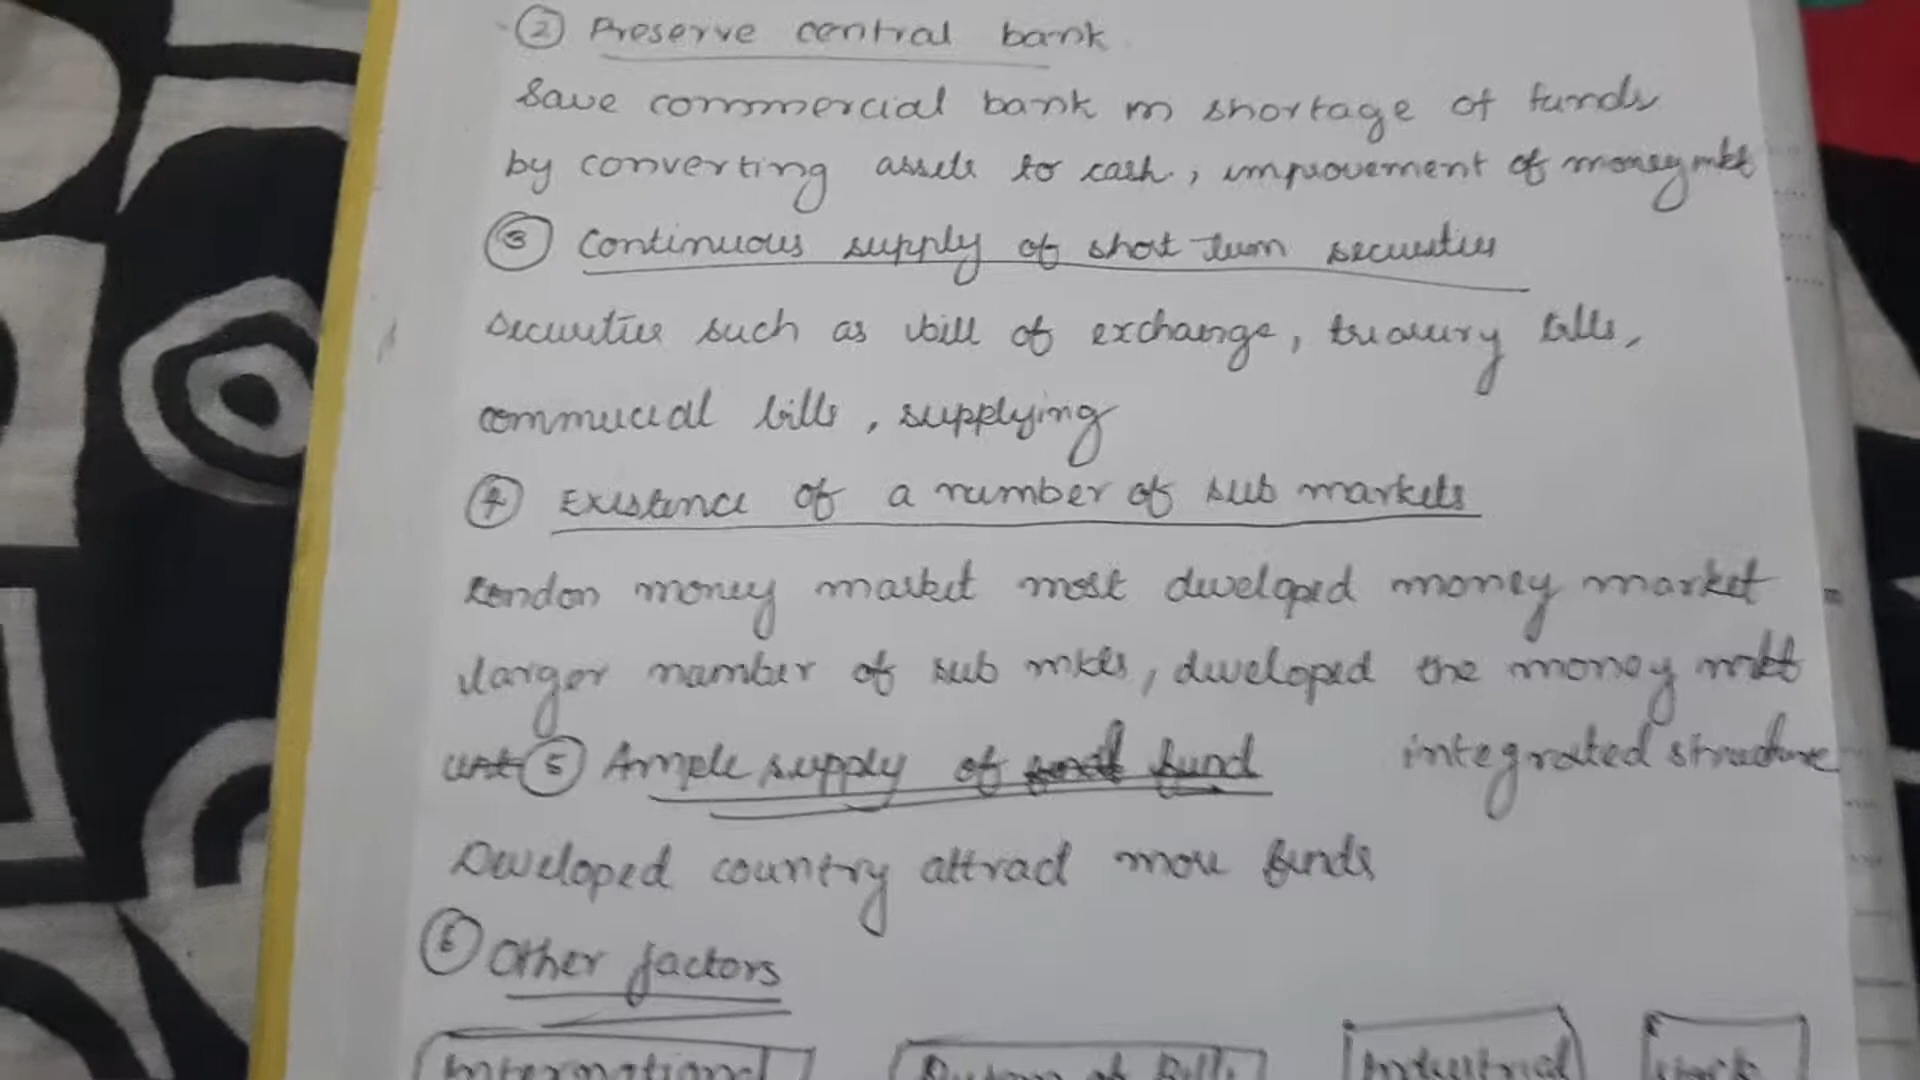 ② Preserve central bank
Save commercial bank in shortage of funds
by converting assets to cash, improvement of money mkt
③ Continuous supply of short term securities
securities such as bill of exchange, treasury bills,
commercial bills, supplying
④ Existence of a number of sub markets
London money market most developed money market
larger number of sub mkts, developed the money mkt
⑤ Ample supply of fund integrated structure
Developed country attract more funds
⑥ Other factors
International of Bills Industrial